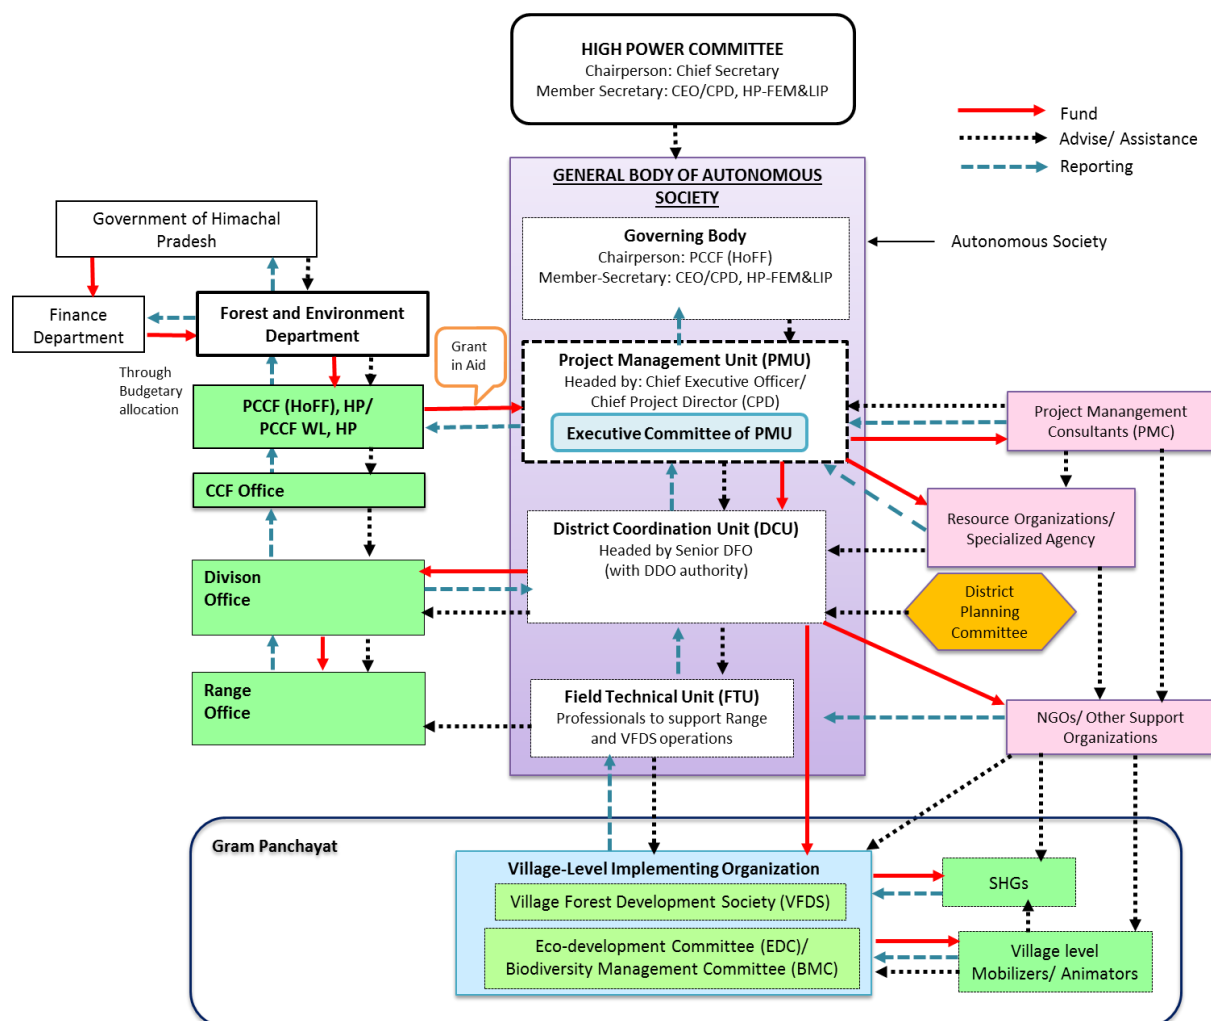 HIGH POWER COMMITTEE
Chairperson: Chief Secretary
Member Secretary: CEO/CPD, HP-FEM&LIP
Fund
Advise/ Assistance
Reporting
GENERAL BODY OF AUTONOMOUS
SOCIETY
Government of Himachal
Pradesh
Governing Body
Chairperson: PCCF (HoFF)
Member-Secretary: CEO/CPD, HP-FEM&LIP
Autonomous Society
Finance
Department
Forest and Environment
Department
Through
Budgetary
allocation
Grant
in Aid
Project Management Unit (PMU)
Headed by: Chief Executive Officer/
Chief Project Director (CPD)
Executive Committee of PMU
PCCF (HoFF), HP/
PCCF WL, HP
Project Manangement
Consultants (PMC)
CCF Office
Resource Organizations/
Specialized Agency
District Coordination Unit (DCU)
Headed by Senior DFO
(with DDO authority)
Divison
Office
District
Planning
Committee
Range
Office
Field Technical Unit (FTU)
Professionals to support Range
and VFDS operations
NGOs/ Other Support
Organizations
Gram Panchayat
Village-Level Implementing Organization
Village Forest Development Society (VFDS)
Eco-development Committee (EDC)/
Biodiversity Management Committee (BMC)
SHGs
Village level
Mobilizers/ Animators